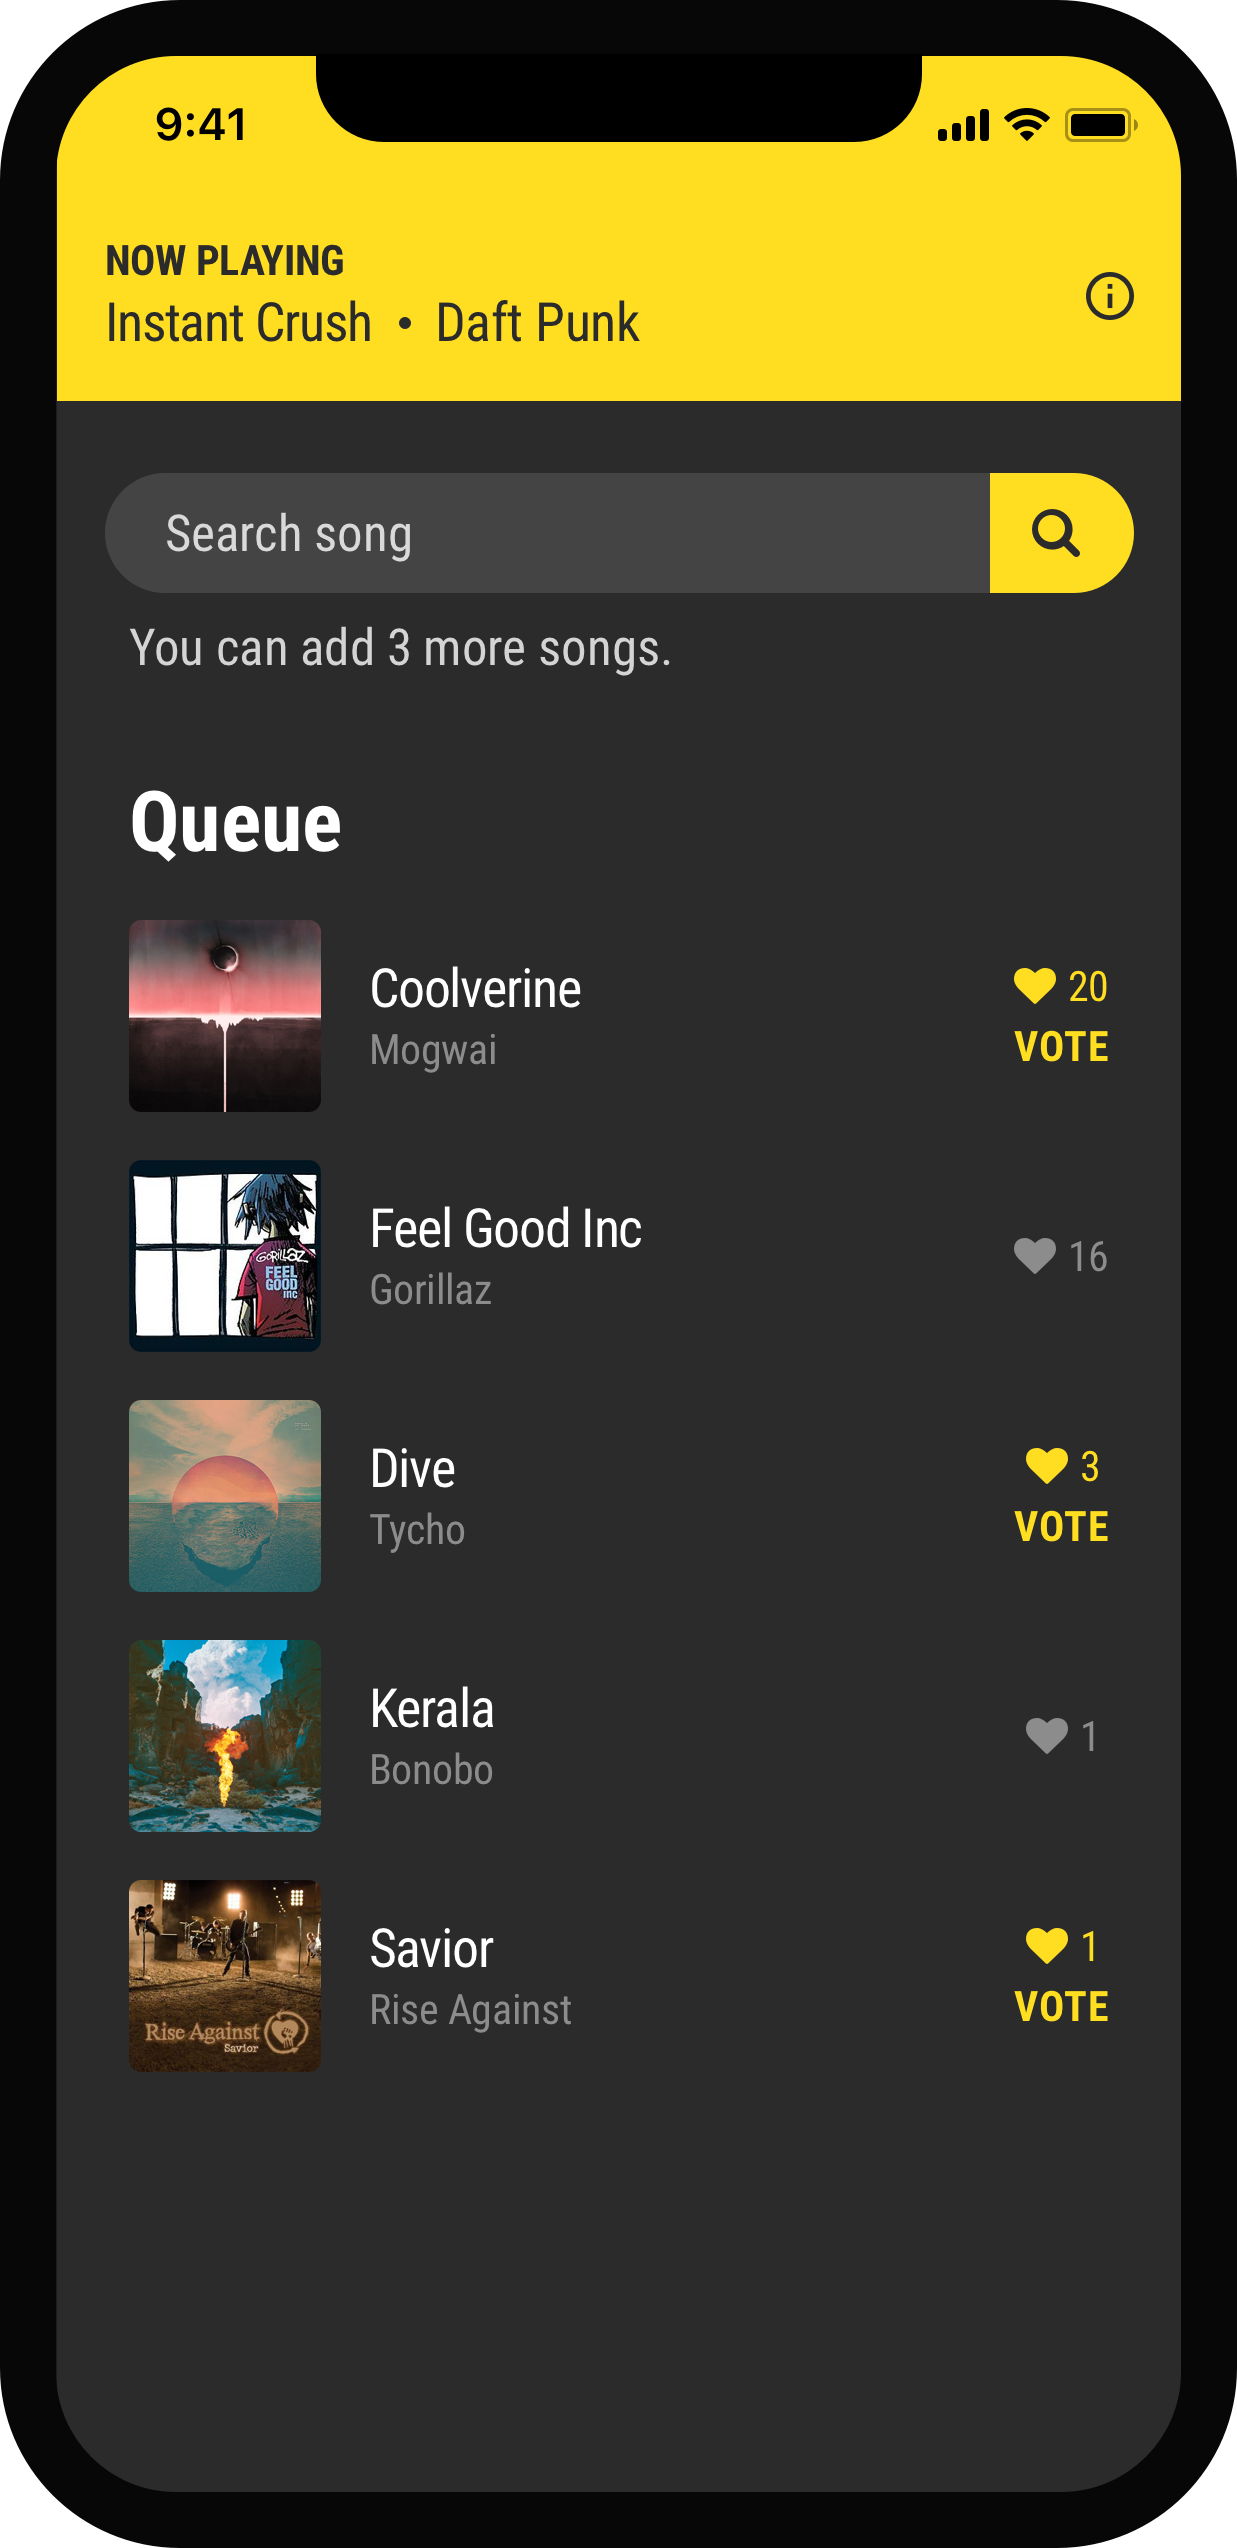 9:41
NOW PLAYING
Instant Crush • Daft Punk
Search song
You can add 3 more songs.
Queue
Coolverine
Mogwai
20
VOTE
GORILLAZ
FEEL
GOOD
INC
Feel Good Inc
Gorillaz
16
Dive
Tycho
3
VOTE
Kerala
Bonobo
1
Rise Against
Savior
Savior
Rise Against
1
VOTE